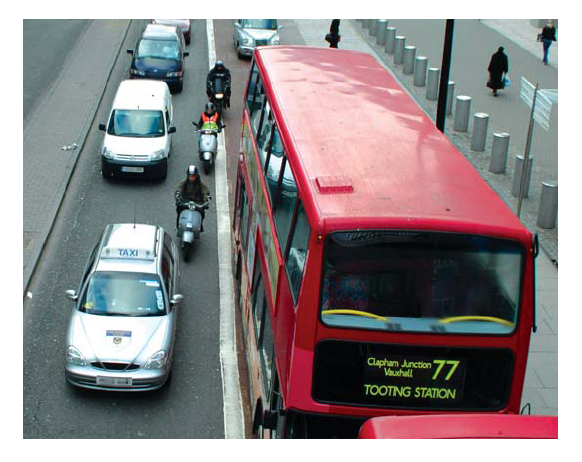 TAXI
Clapham Junction 77
Vauxhall
TOOTING STATION